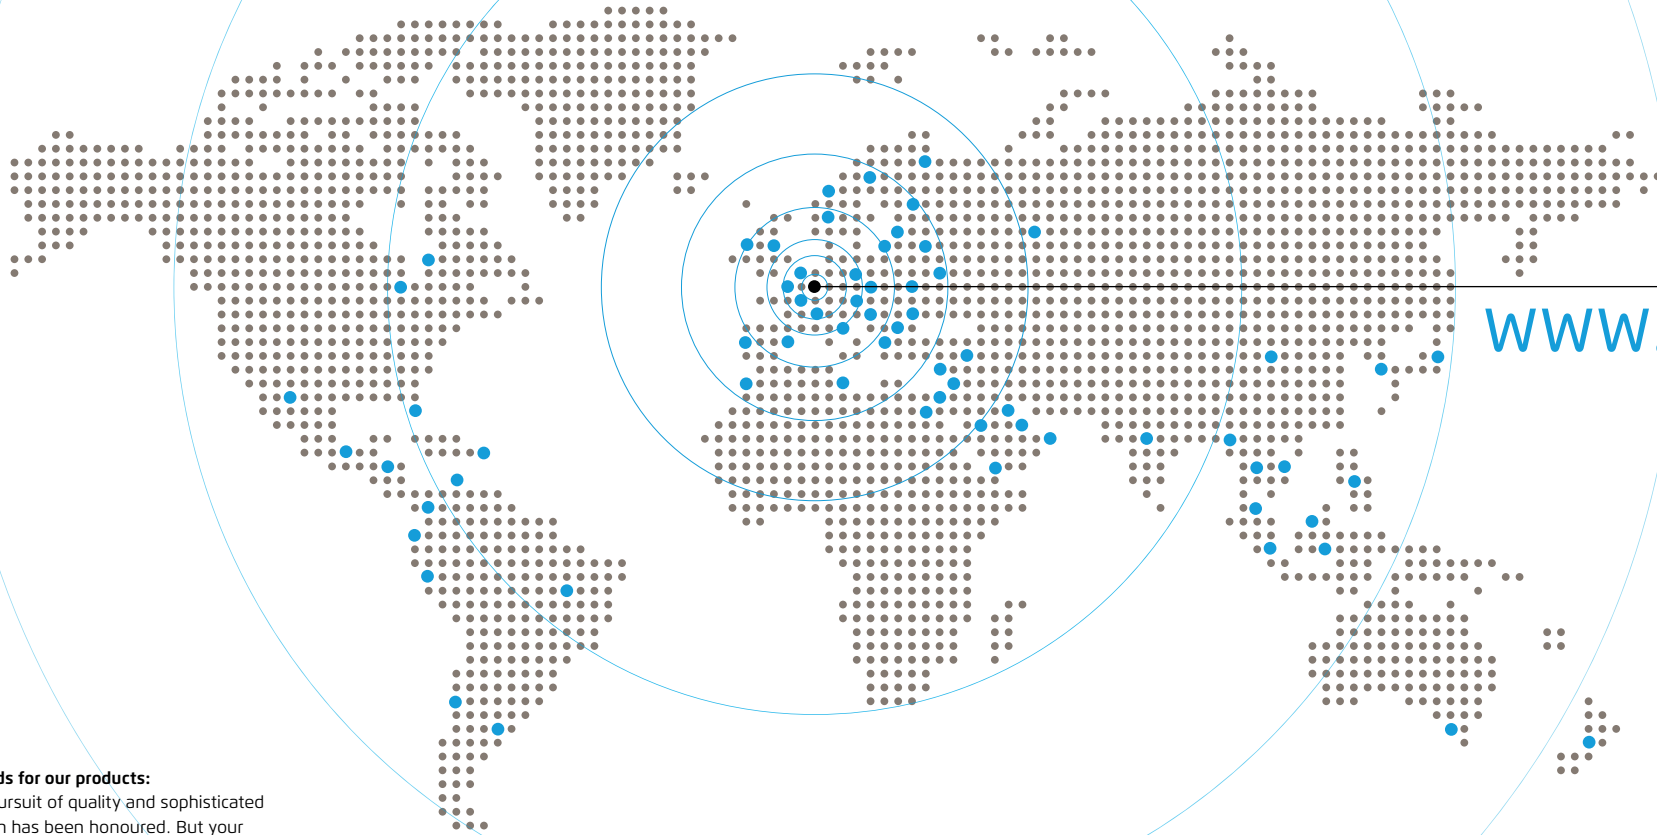 www.
ds for our products:
ursuit of quality and sophisticated
n has been honoured. But your